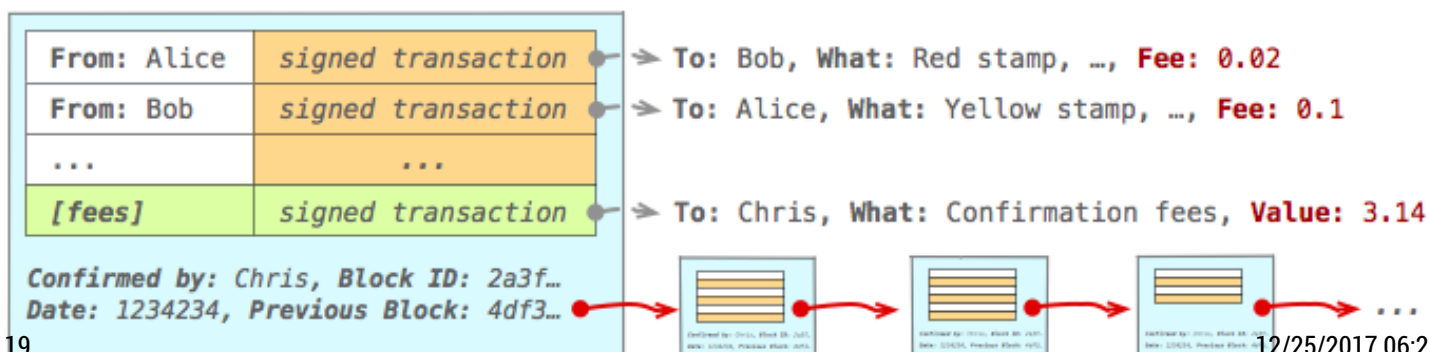 From: Alice signed transaction To: Bob, What: Red stamp, …, Fee: 0.02
From: Bob signed transaction To: Alice, What: Yellow stamp, …, Fee: 0.1
... ...
[fees] signed transaction To: Chris, What: Confirmation fees, Value: 3.14
Confirmed by: Chris, Block ID: 2a3f…
Date: 1234234, Previous Block: 4df3… ...
19 12/25/2017 06:2